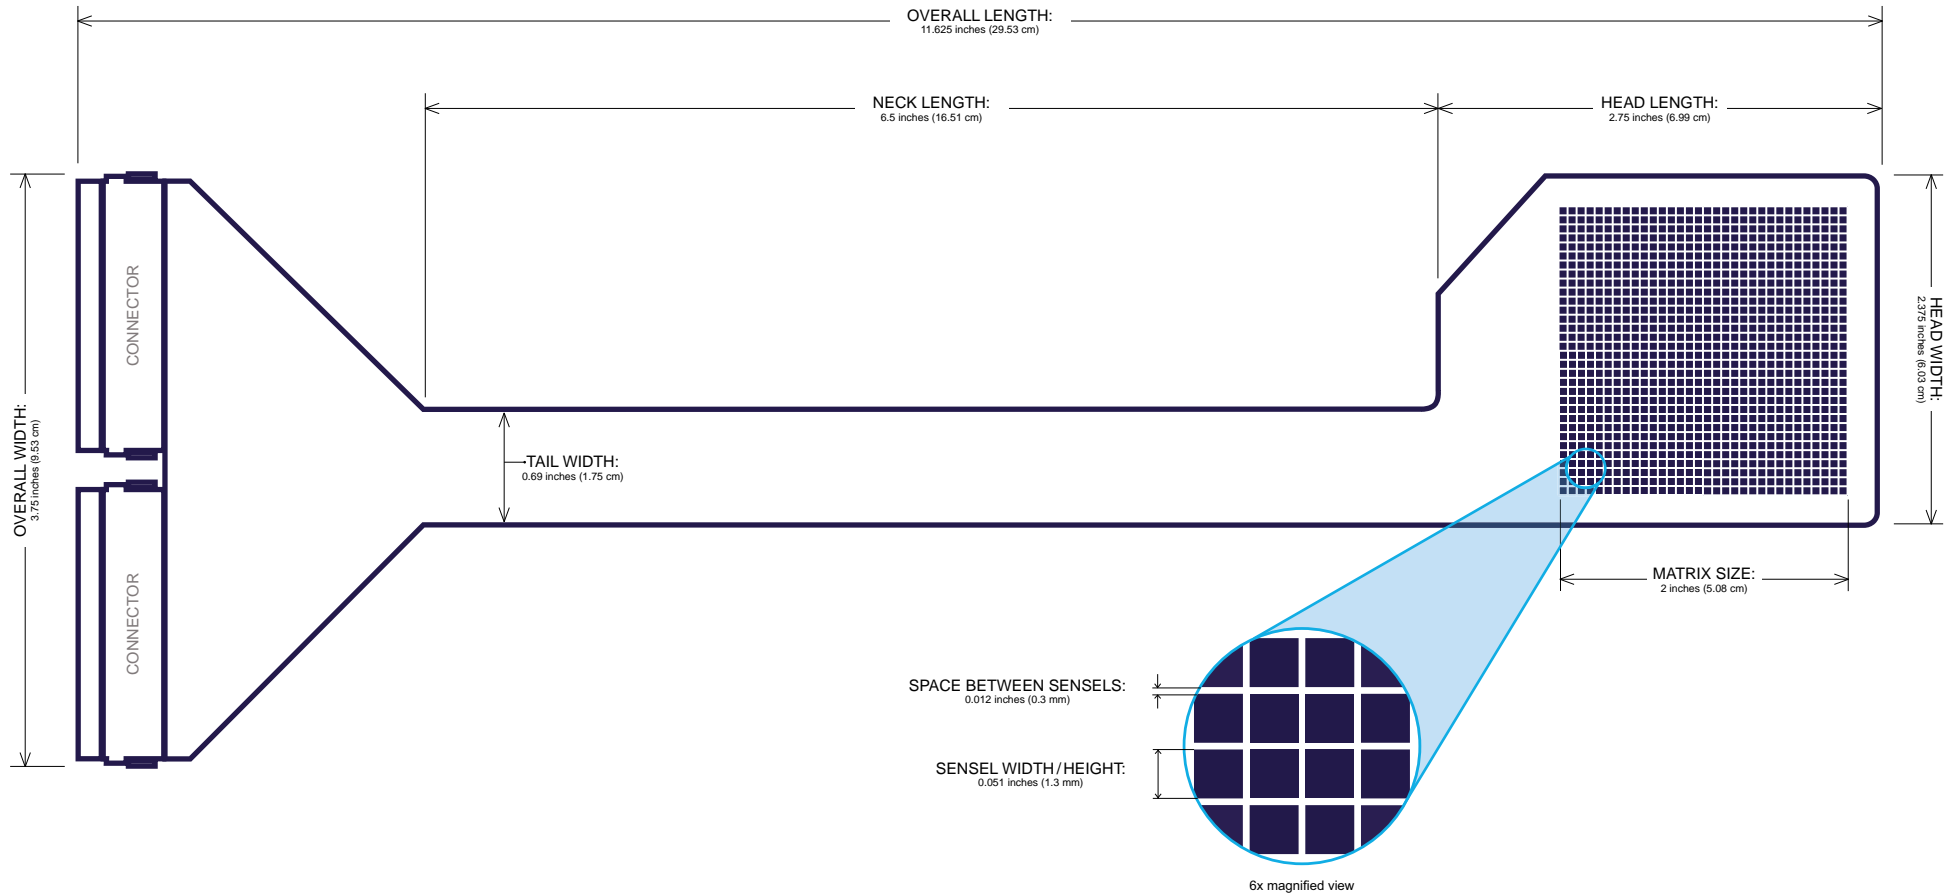 OVERALL LENGTH:
11.625 inches (29.53 cm)
NECK LENGTH:
6.5 inches (16.51 cm)
HEAD LENGTH:
2.75 inches (6.99 cm)
CONNECTOR
CONNECTOR
OVERALL WIDTH:
3.75 inches (9.53 cm)
TAIL WIDTH:
0.69 inches (1.75 cm)
HEAD WIDTH:
2.375 inches (6.03 cm)
MATRIX SIZE:
2 inches (5.08 cm)
SPACE BETWEEN SENSELS:
0.012 inches (0.3 mm)
SENSEL WIDTH/HEIGHT:
0.051 inches (1.3 mm)
6x magnified view